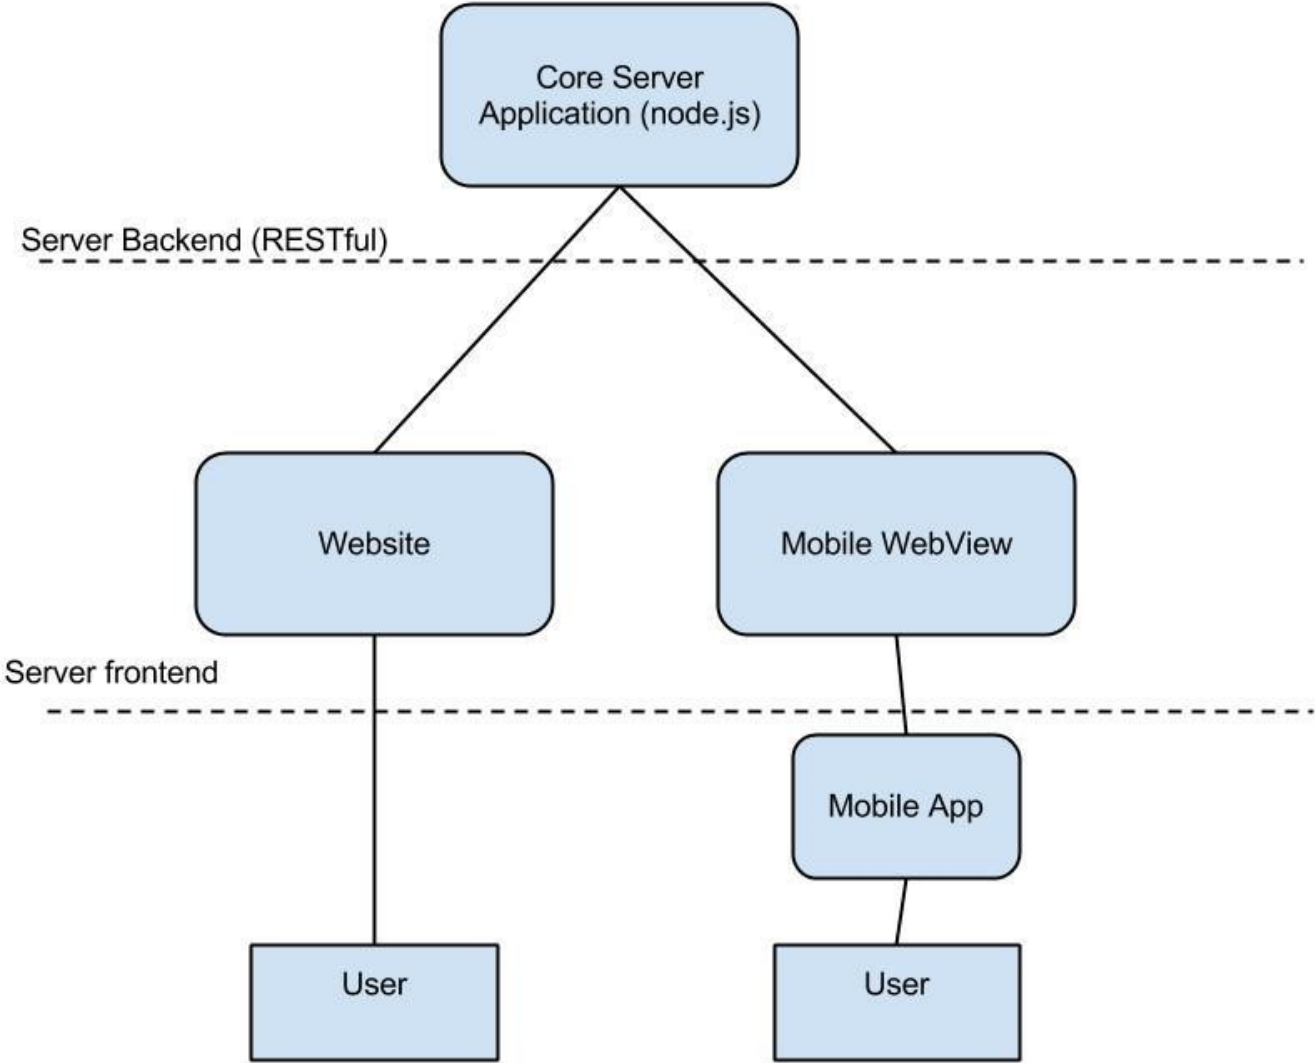 Core Server
Application (node.js)
Server Backend (RESTful)
Website
Mobile WebView
Server frontend
Mobile App
User
User